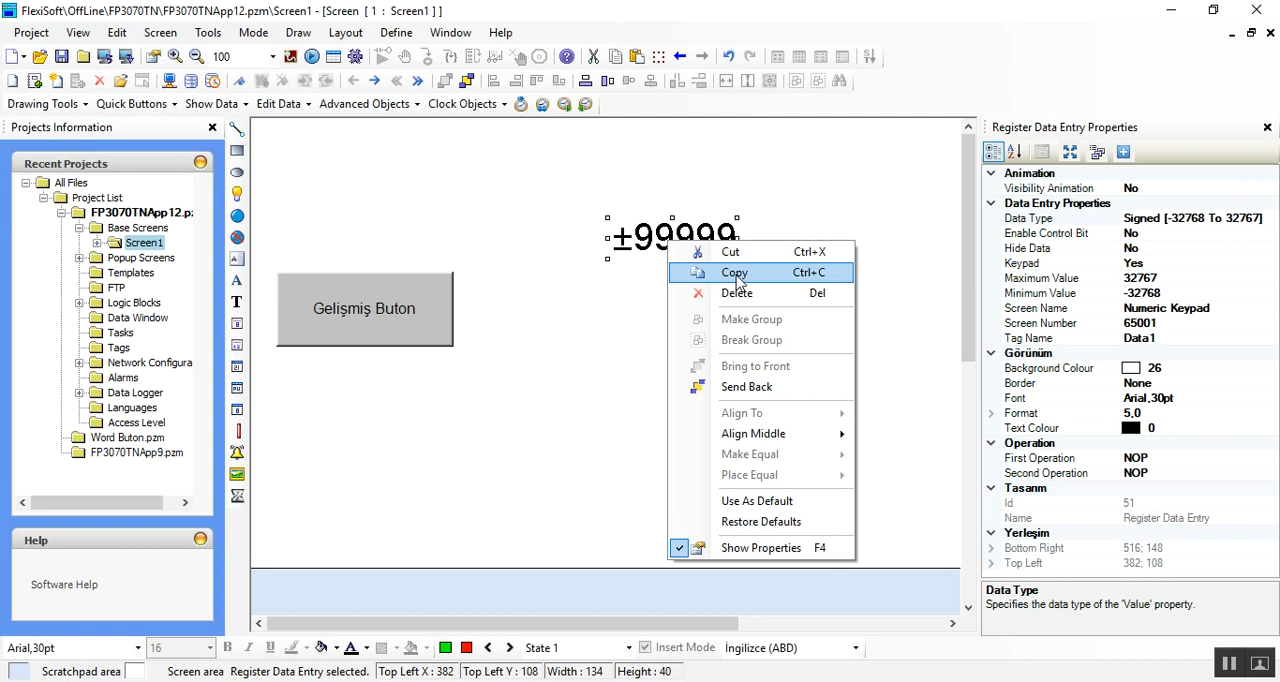 FlexiSoft\OffLine\FP3070TN\FP3070TNApp12.pzm\Screen1 - [Screen [ 1 : Screen1 ] ]
Project View Edit Screen Tools Mode Draw Layout Define Window Help
100
Drawing Tools Quick Buttons Show Data Edit Data Advanced Objects Clock Objects
Projects Information
Recent Projects
All Files
Project List
FP3070TNApp12.pz
Base Screens
Screen1
Popup Screens
Templates
FTP
Logic Blocks
Data Window
Tasks
Tags
Network Configura
Alarms
Data Logger
Languages
Access Level
Word Buton.pzm
FP3070TNApp9.pzm
Help
Software Help
Gelişmiş Buton
±99999
Cut Ctrl+X
Copy Ctrl+C
Delete Del
Make Group
Break Group
Bring to Front
Send Back
Align To
Align Middle
Make Equal
Place Equal
Use As Default
Restore Defaults
Show Properties F4
Register Data Entry Properties
Animation
Visibility Animation No
Data Entry Properties
Data Type Signed [-32768 To 32767]
Enable Control Bit No
Hide Data No
Keypad Yes
Maximum Value 32767
Minimum Value -32768
Screen Name Numeric Keypad
Screen Number 65001
Tag Name Data1
Görünüm
Background Colour 26
Border None
Font Arial,30pt
Format 5,0
Text Colour 0
Operation
First Operation NOP
Second Operation NOP
Tasarım
Id 51
Name Register Data Entry
Yerleşim
Bottom Right 516; 148
Top Left 382; 108
Data Type
Specifies the data type of the 'Value' property.
Arial,30pt 16 B I U A State 1 Insert Mode İngilizce (ABD)
Scratchpad area Screen area Register Data Entry selected. Top Left X : 382 Top Left Y : 108 Width : 134 Height : 40